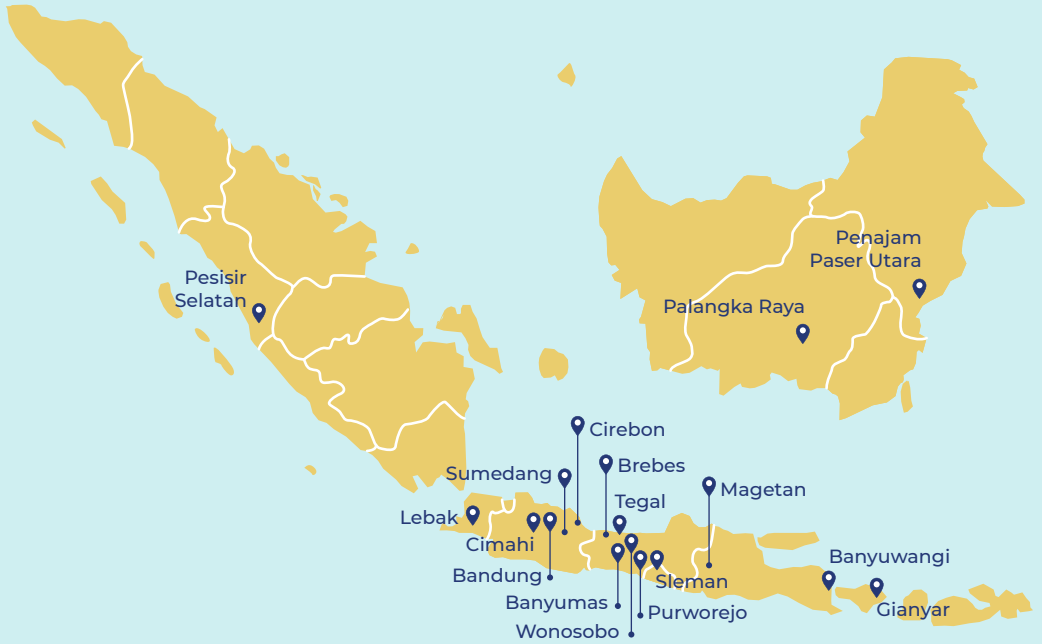 Penajam
Paser Utara
Pesisir
Selatan
Palangka Raya
Cirebon
Brebes
Sumedang
Magetan
Tegal
Lebak
Cimahi
Banyuwangi
Bandung
Sleman
Banyumas
Purworejo
Gianyar
Wonosobo